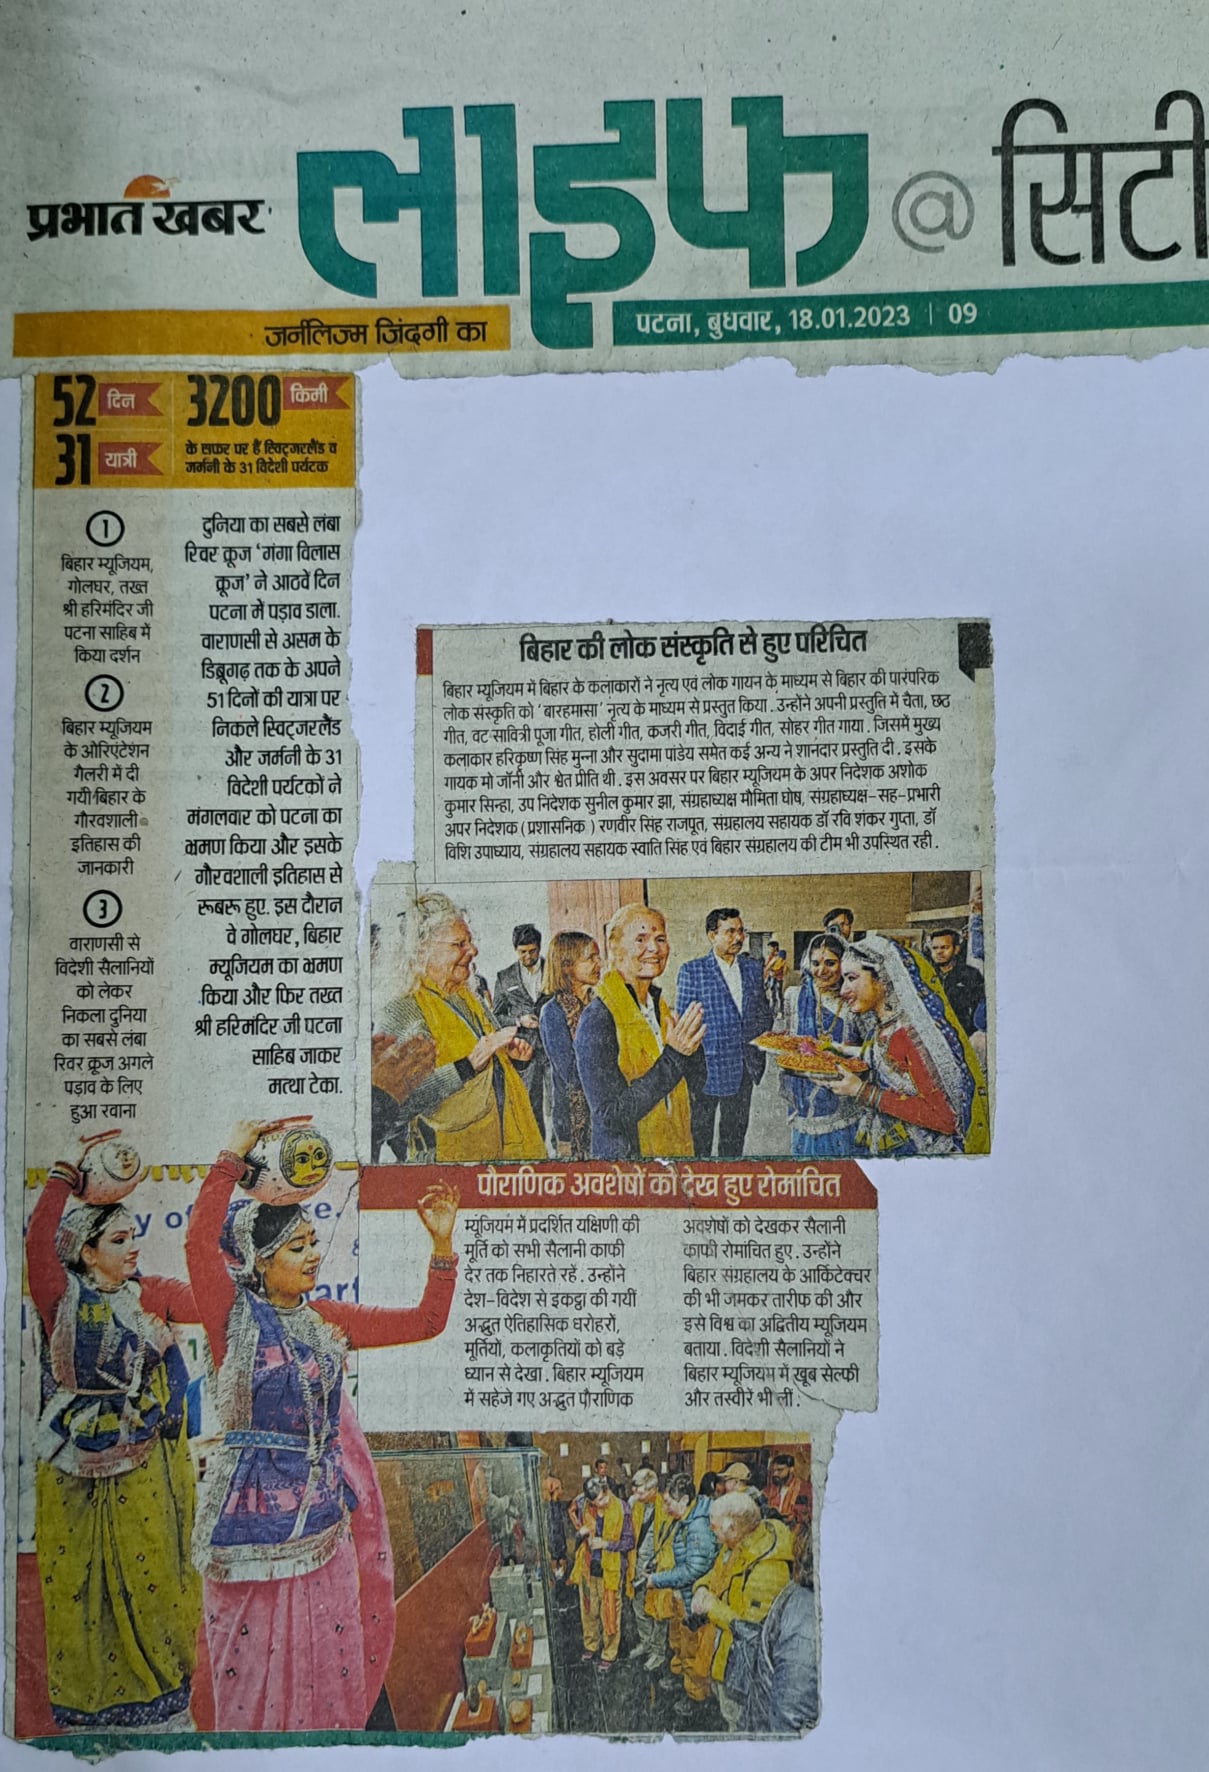 प्रभात खबर
लाइफ @ सिटी
जर्नलिज्म जिंदगी का
पटना, बुधवार, 18.01.2023 | 09
52 दिन
31 यात्री
3200 किमी
के सफर पर हैं स्विट्जरलैंड व
जर्मनी के 31 विदेशी पर्यटक
1
बिहार म्यूजियम,
गोलघर, तख्त
श्री हरिमंदिर जी
पटना साहिब में
किया दर्शन
2
बिहार म्यूजियम
के ओरिएंटेशन
गैलरी में दी
गयी बिहार के
गौरवशाली
इतिहास की
जानकारी
3
वाराणसी से
विदेशी सैलानियों
को लेकर
निकला दुनिया
का सबसे लंबा
रिवर क्रूज अगले
पड़ाव के लिए
हुआ रवाना
दुनिया का सबसे लंबा
रिवर क्रूज 'गंगा विलास
क्रूज' ने आठवें दिन
पटना में पड़ाव डाला.
वाराणसी से असम के
डिब्रूगढ़ तक के अपने
51 दिनों की यात्रा पर
निकले स्विट्जरलैंड
और जर्मनी के 31
विदेशी पर्यटकों ने
मंगलवार को पटना का
भ्रमण किया और इसके
गौरवशाली इतिहास से
रूबरू हुए. इस दौरान
वे गोलघर, बिहार
म्यूजियम का भ्रमण
किया और फिर तख्त
श्री हरिमंदिर जी पटना
साहिब जाकर
मत्था टेका.
बिहार की लोक संस्कृति से हुए परिचित
बिहार म्यूजियम में बिहार के कलाकारों ने नृत्य एवं लोक गायन के माध्यम से बिहार की पारंपरिक
लोक संस्कृति को 'बारहमासा' नृत्य के माध्यम से प्रस्तुत किया. उन्होंने अपनी प्रस्तुति में चैता, छठ
गीत, वट सावित्री पूजा गीत, होली गीत, कजरी गीत, विदाई गीत, सोहर गीत गाया. जिसमें मुख्य
कलाकार हरिकृष्ण सिंह मुन्ना और सुदामा पांडेय समेत कई अन्य ने शानदार प्रस्तुति दी. इसके
गायक मो जॉनी और श्वेत प्रीति थी. इस अवसर पर बिहार म्यूजियम के अपर निदेशक अशोक
कुमार सिन्हा, उप निदेशक सुनील कुमार झा, संग्रहाध्यक्ष मौमिता घोष, संग्रहाध्यक्ष-सह-प्रभारी
अपर निदेशक (प्रशासनिक) रणवीर सिंह राजपूत, संग्रहालय सहायक डॉ रवि शंकर गुप्ता, डॉ
विशि उपाध्याय, संग्रहालय सहायक स्वाति सिंह एवं बिहार संग्रहालय की टीम भी उपस्थित रही.
पौराणिक अवशेषों को देख हुए रोमांचित
म्यूजियम में प्रदर्शित यक्षिणी की
मूर्ति को सभी सैलानी काफी
देर तक निहारते रहें. उन्होंने
देश-विदेश से इकट्ठा की गयीं
अद्भुत ऐतिहासिक धरोहरों,
मूर्तियों, कलाकृतियों को बड़े
ध्यान से देखा. बिहार म्यूजियम
में सहेजे गए अद्भुत पौराणिक
अवशेषों को देखकर सैलानी
काफी रोमांचित हुए. उन्होंने
बिहार संग्रहालय के आर्किटेक्चर
की भी जमकर तारीफ की और
इसे विश्व का अद्वितीय म्यूजियम
बताया. विदेशी सैलानियों ने
बिहार म्यूजियम में खूब सेल्फी
और तस्वीरें भी लीं.